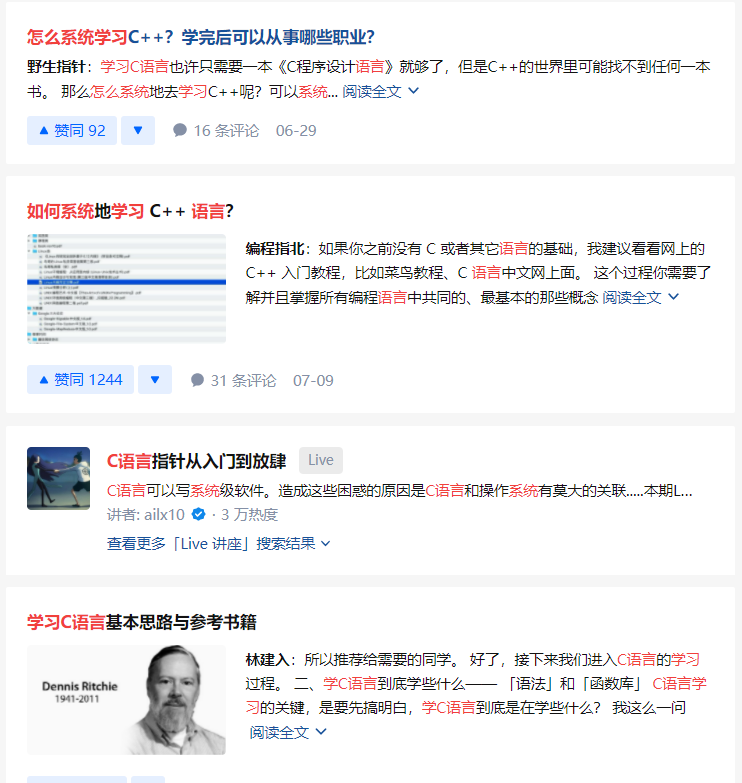 怎么系统学习C++？学完后可以从事哪些职业？
野生指针：学习C语言也许只需要一本《C程序设计语言》就够了，但是C++的世界里可能找不到任何一本
书。 那么怎么系统地去学习C++呢？可以系统... 阅读全文
赞同 92
16 条评论
06-29
如何系统地学习 C++ 语言？
编程指北：如果你之前没有 C 或者其它语言的基础，我建议看看网上的
C++ 入门教程，比如菜鸟教程、C 语言中文网上面。 这个过程你需要了
解并且掌握所有编程语言中共同的、最基本的那些概念 阅读全文
赞同 1244
31 条评论
07-09
C语言指针从入门到放肆 Live
C语言可以写系统级软件。造成这些困惑的原因是C语言和操作系统有莫大的关联.....本期L...
讲者: ailx10 · 3 万热度
查看更多「Live 讲座」搜索结果
学习C语言基本思路与参考书籍
Dennis Ritchie
1941-2011
林建入：所以推荐给需要的同学。 好了，接下来我们进入C语言的学习
过程。 二、学C语言到底学些什么—— 「语法」和「函数库」 C语言学
习的关键，是要先搞明白，学C语言到底是在学些什么？ 我这么一问
阅读全文